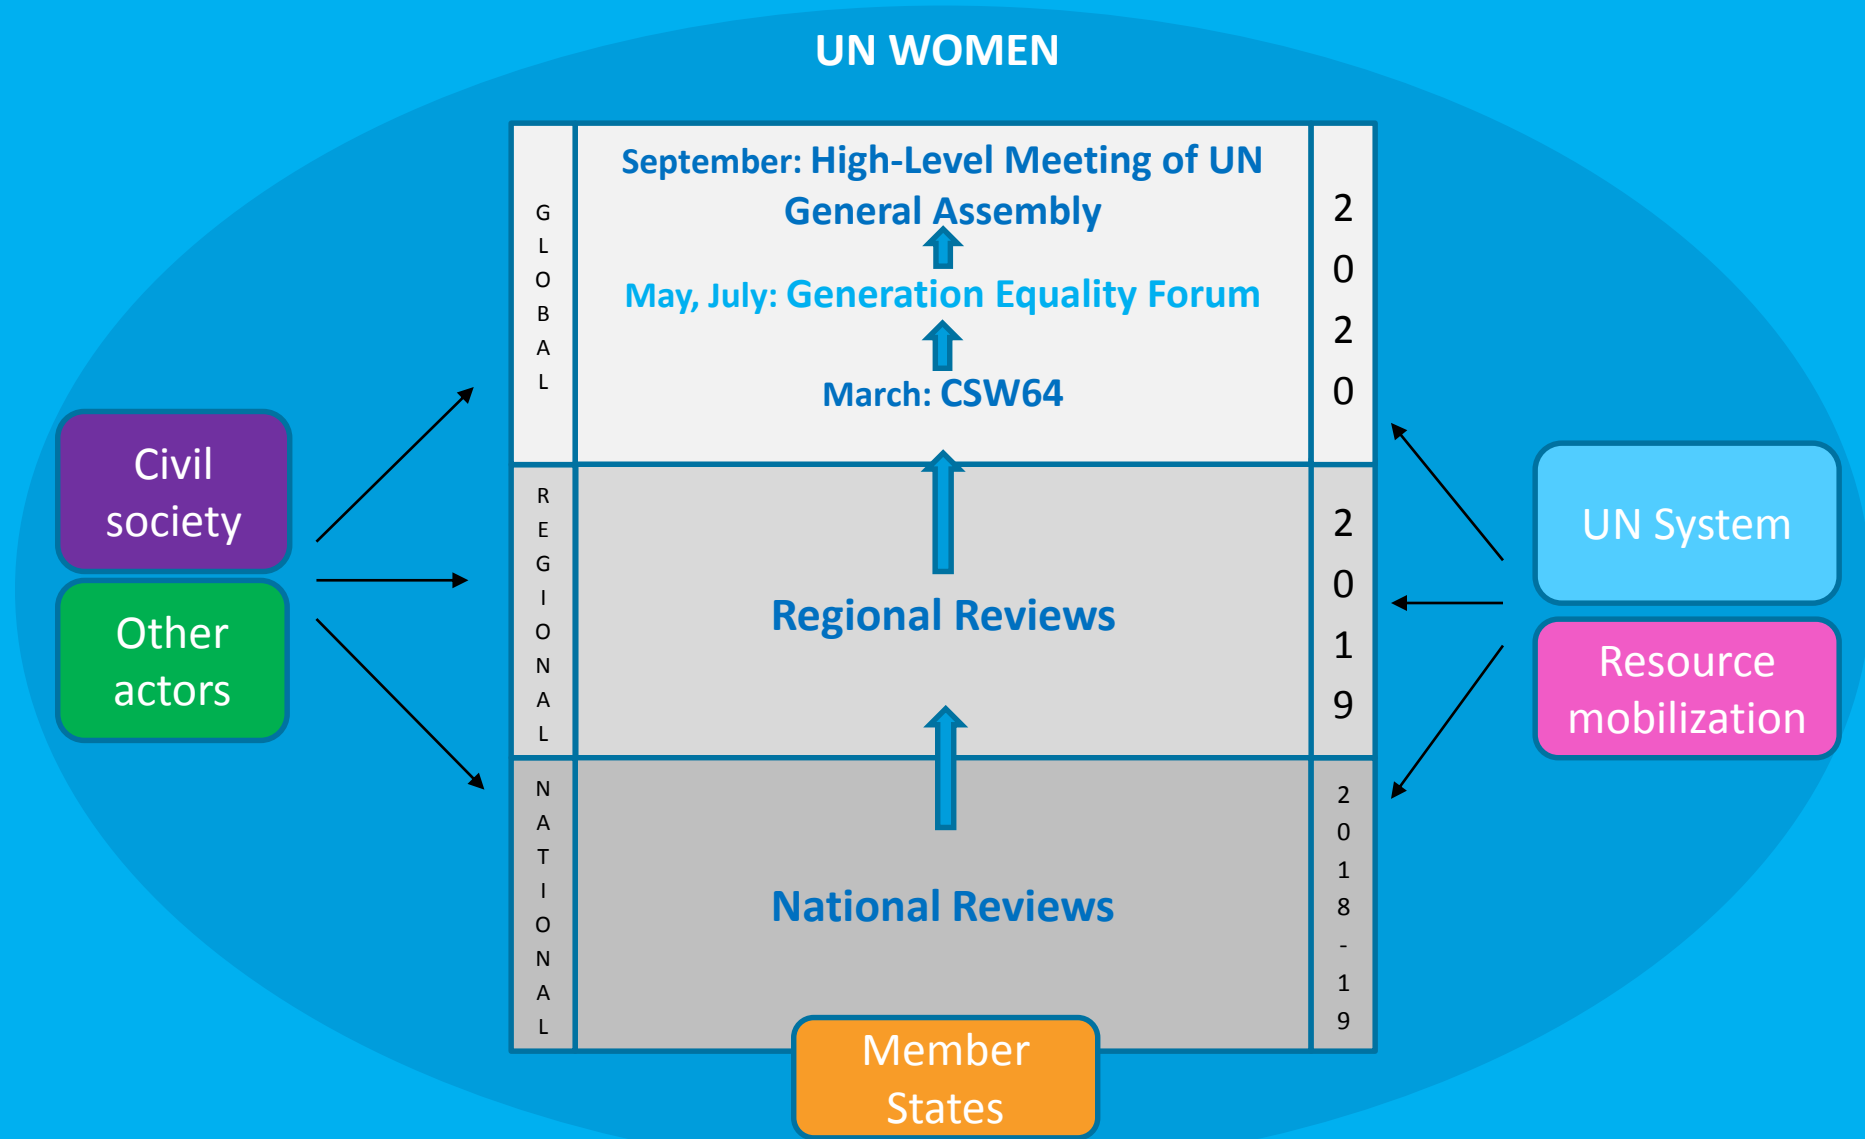 UN WOMEN
GLOBAL
September: High-Level Meeting of UN
General Assembly
May, July: Generation Equality Forum
March: CSW64
2020
Civil
society
Other
actors
REGIONAL
Regional Reviews
2019
UN System
Resource
mobilization
NATIONAL
National Reviews
2018-19
Member
States